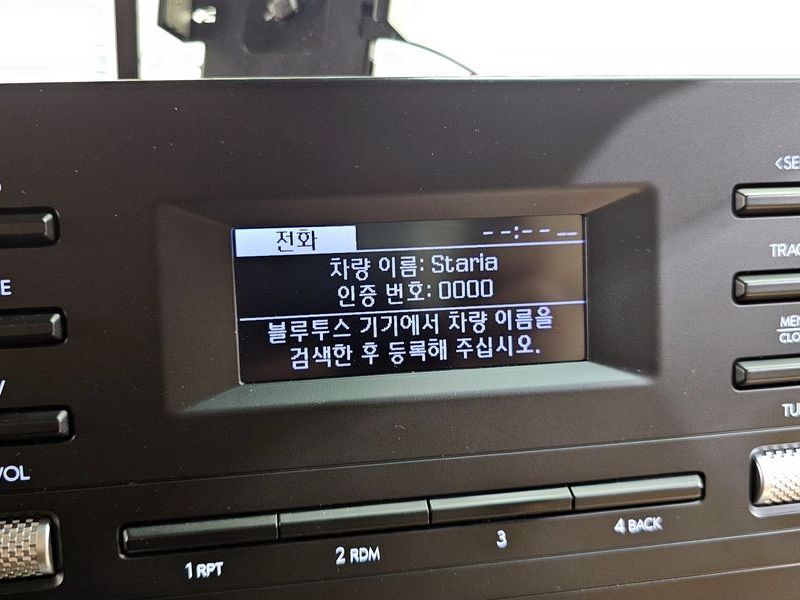 전화 --:-- __
차량 이름: Staria
인증 번호: 0000
블루투스 기기에서 차량 이름을
검색한 후 등록해 주십시오.
VOL
1 RPT
2 RDM
3
4 BACK